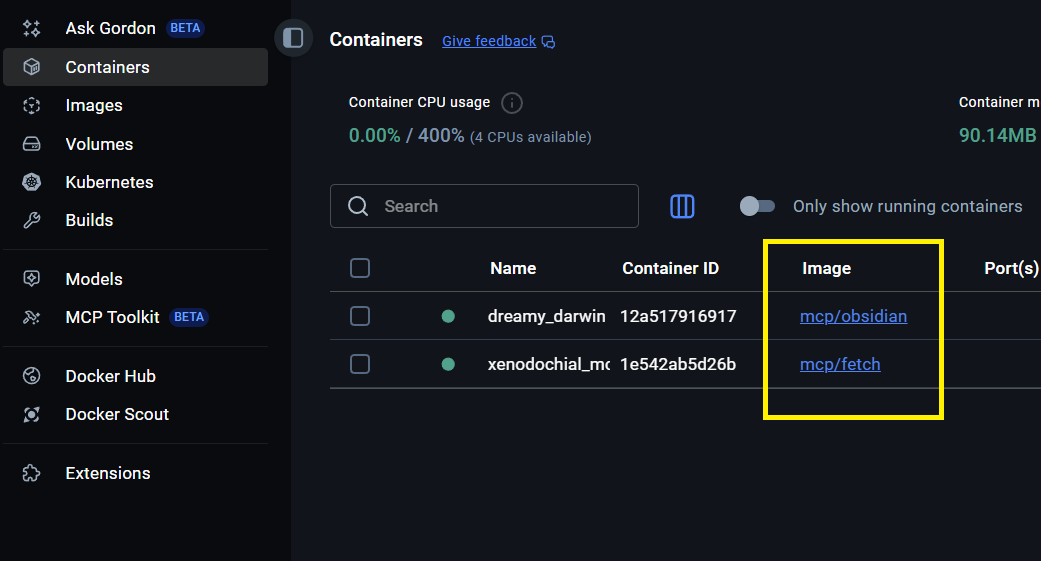 Ask Gordon BETA
Containers
Images
Volumes
Kubernetes
Builds
Models
MCP Toolkit BETA
Docker Hub
Docker Scout
Extensions
Containers Give feedback
Container CPU usage
0.00% / 400% (4 CPUs available)
Container m
90.14MB
Search
Only show running containers
Name Container ID Image Port(s)
dreamy_darwin 12a517916917 mcp/obsidian
xenodochial_mc 1e542ab5d26b mcp/fetch